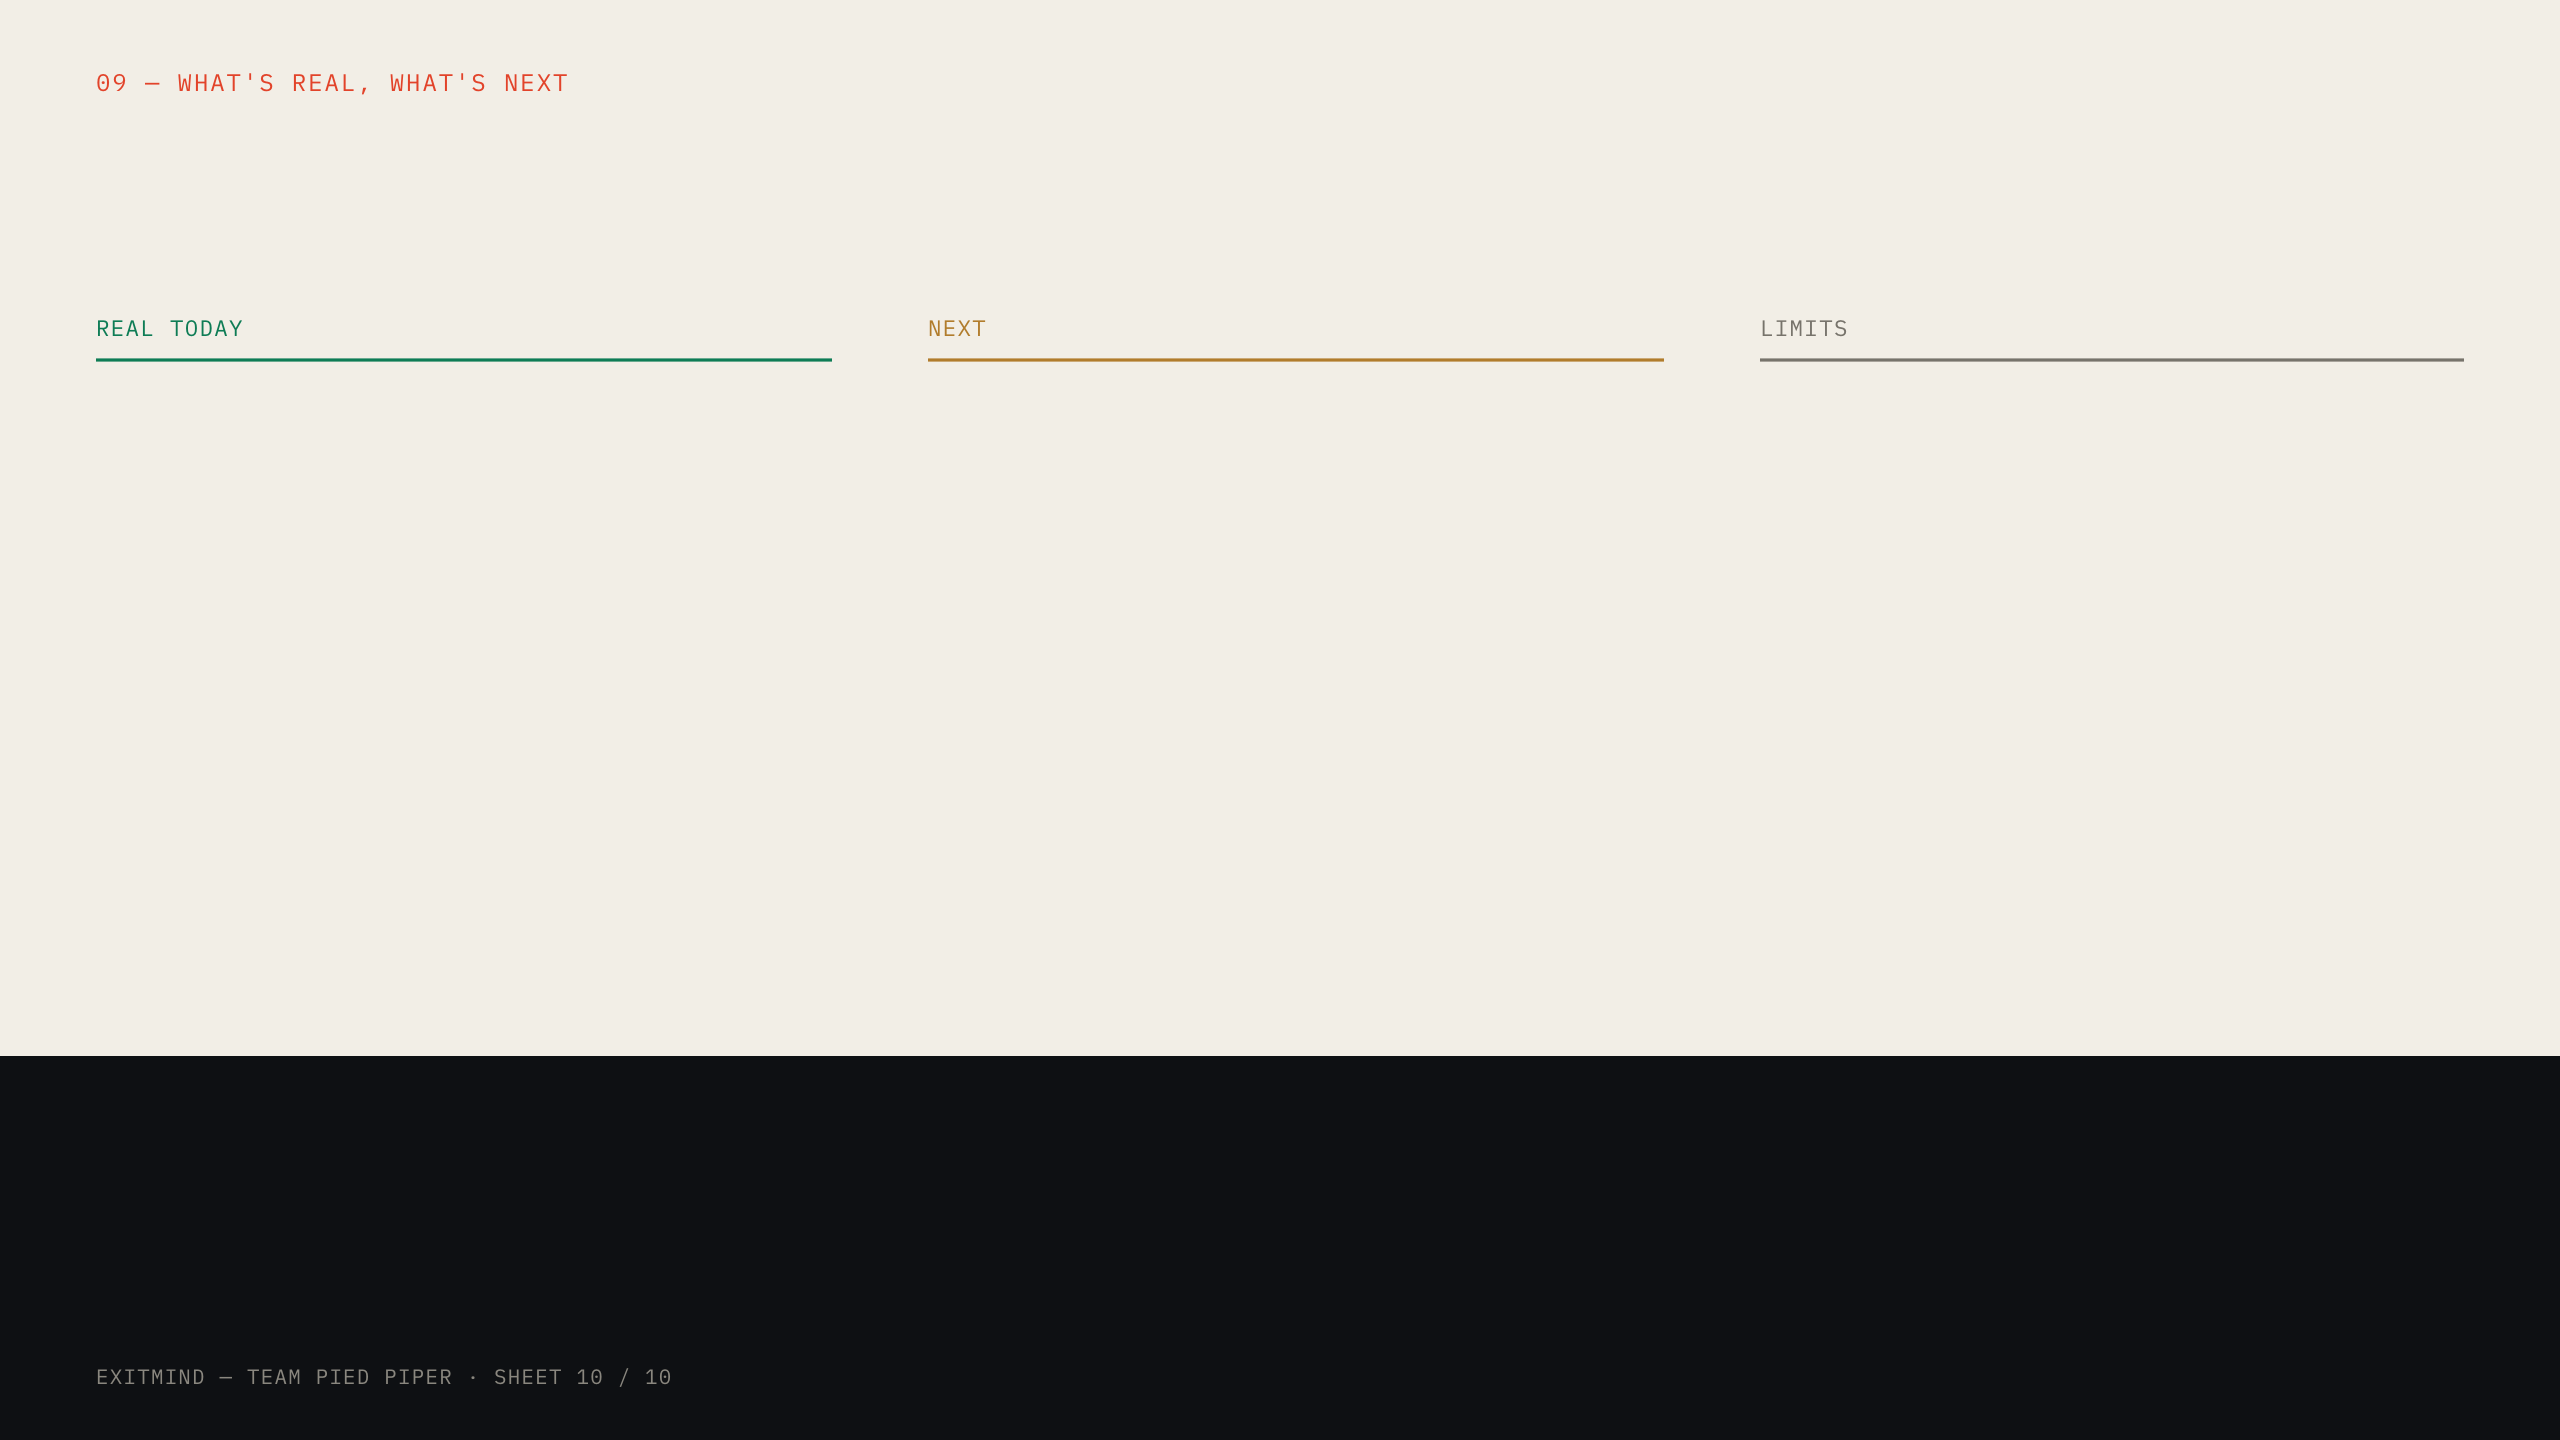 09 — WHAT'S REAL, WHAT'S NEXT
REAL TODAY
NEXT
LIMITS
EXITMIND — TEAM PIED PIPER · SHEET 10 / 10